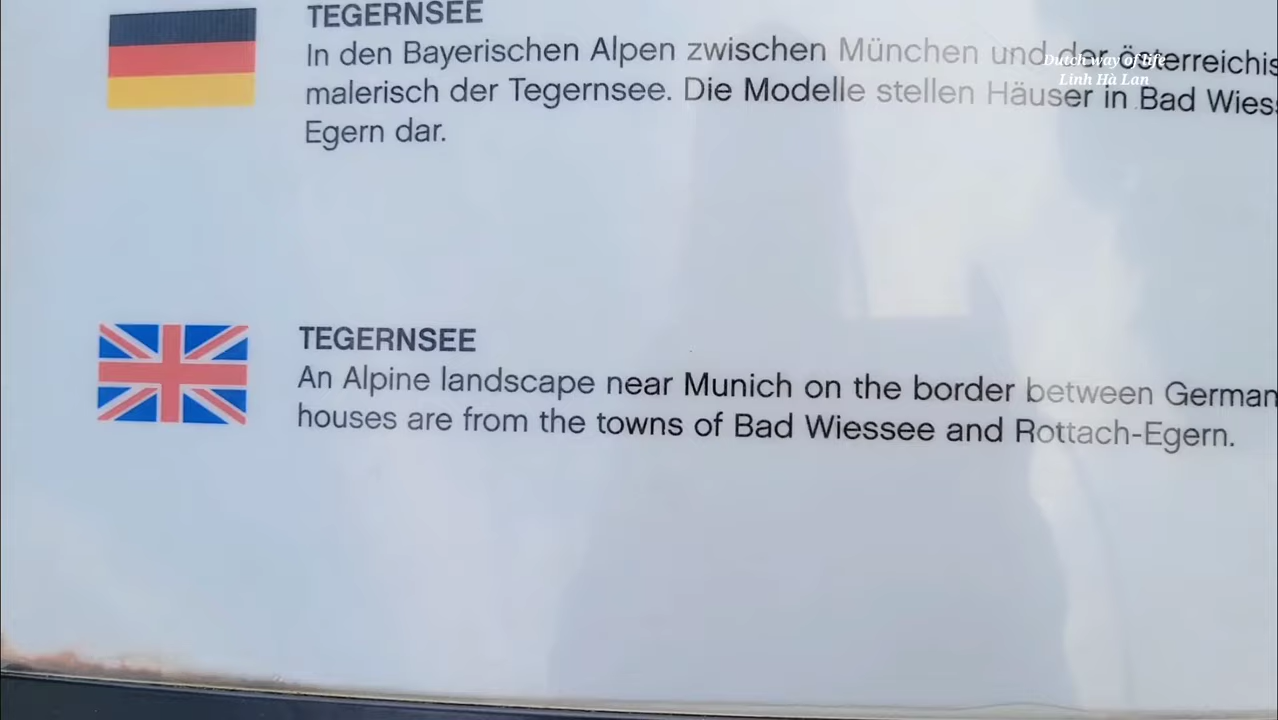 TEGERNSEE
In den Bayerischen Alpen zwischen München und der
malerisch der Tegernsee. Die Modelle stellen Häuser in Bad
Egern dar.
Dutch way of life
Linh Hà Lan
TEGERNSEE
An Alpine landscape near Munich on the border between
houses are from the towns of Bad Wiessee and Rottach-Egern.